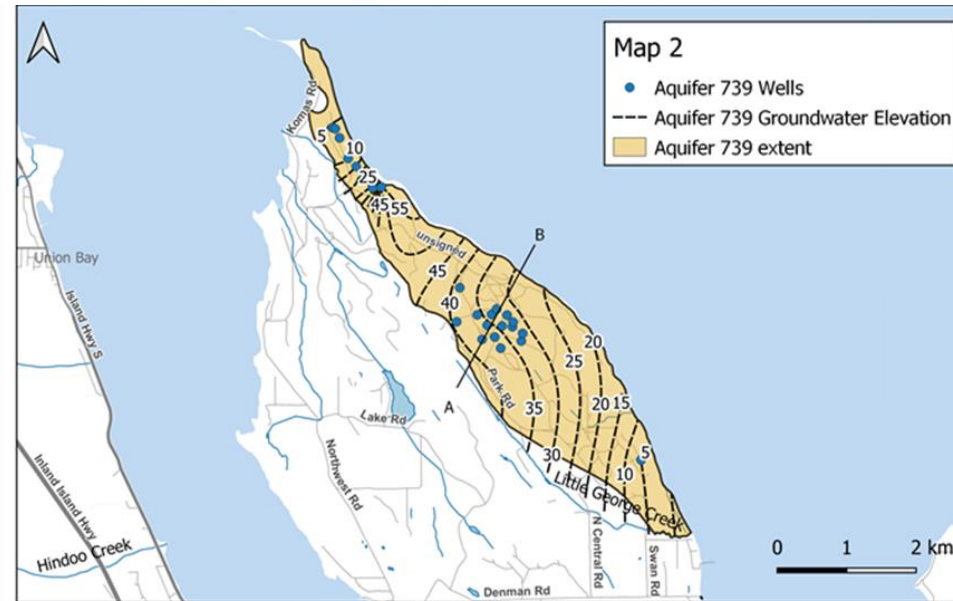 Map 2
Aquifer 739 Wells
Aquifer 739 Groundwater Elevation
Aquifer 739 extent
Komas Rd
5
10
25
45
55
unsigned
B
Union Bay
45
40
Island Hwy S
20
25
Park Rd
A
35
20
15
Lake Rd
30
5
10
Northwest Rd
Inland Island Hwy
Little George Creek
Hindoo Creek
N Central Rd
Swan Rd
0 1 2 km
Denman Rd